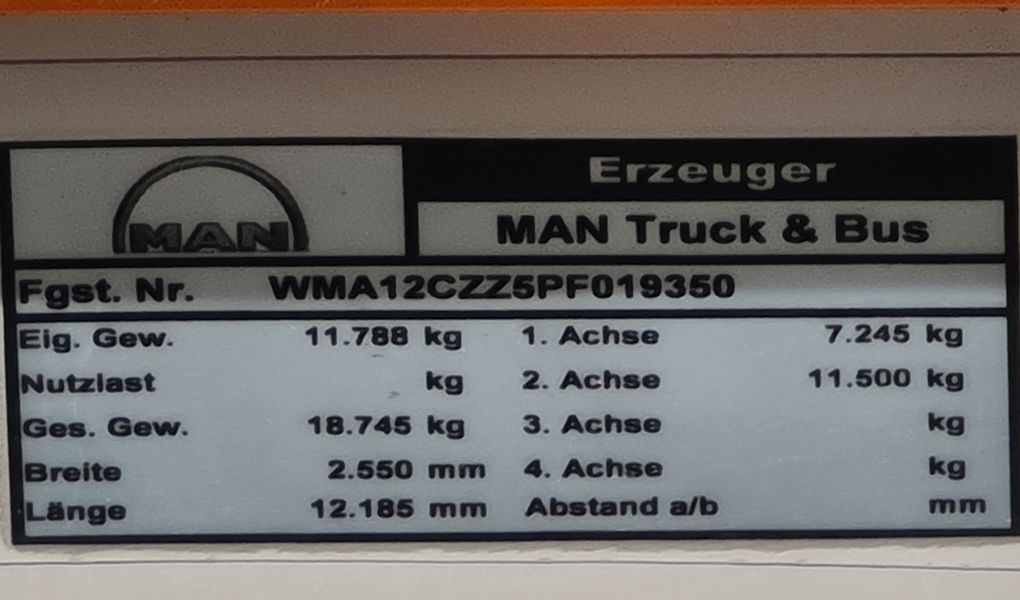 Erzeuger
MAN
MAN Truck & Bus
Fgst. Nr. WMA12CZZ5PF019350
Eig. Gew. 11.788 kg 1. Achse 7.245 kg
Nutzlast kg 2. Achse 11.500 kg
Ges. Gew. 18.745 kg 3. Achse kg
Breite 2.550 mm 4. Achse kg
Länge 12.185 mm Abstand a/b mm